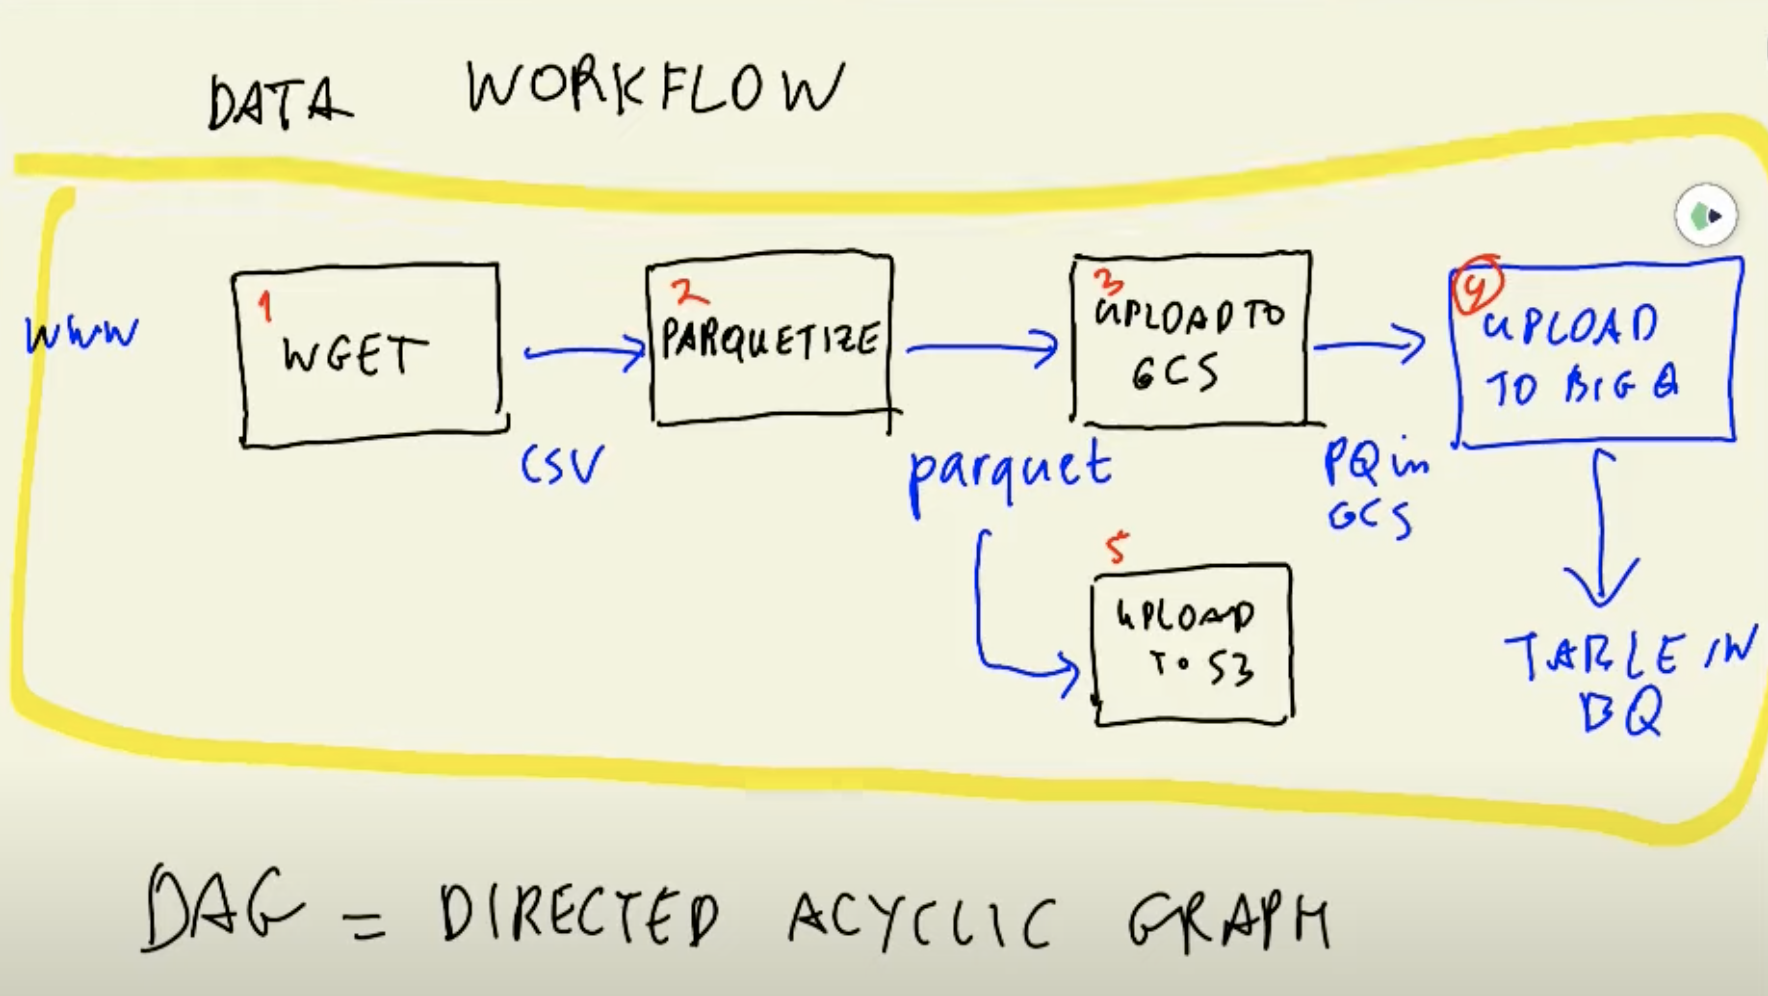 DATA WORKFLOW
WWW
1
WGET
CSV
2
PARQUETIZE
parquet
3
UPLOAD TO
GCS
PQ in
GCS
4
UPLOAD
TO BIG Q
TABLE IN
BQ
5
UPLOAD
TO S3
DAG = DIRECTED ACYCLIC GRAPH